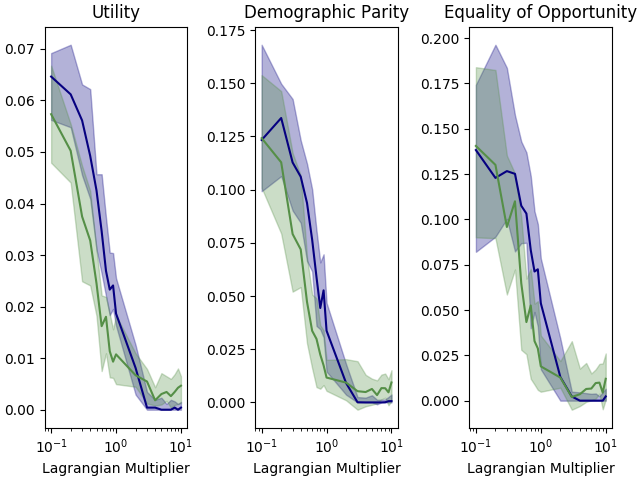 Utility
0.07
0.06
0.05
0.04
0.03
0.02
0.01
0.00
10⁻¹ 10⁰ 10¹
Lagrangian Multiplier
Demographic Parity
0.175
0.150
0.125
0.100
0.075
0.050
0.025
0.000
10⁻¹ 10⁰ 10¹
Lagrangian Multiplier
Equality of Opportunity
0.200
0.175
0.150
0.125
0.100
0.075
0.050
0.025
0.000
10⁻¹ 10⁰ 10¹
Lagrangian Multiplier